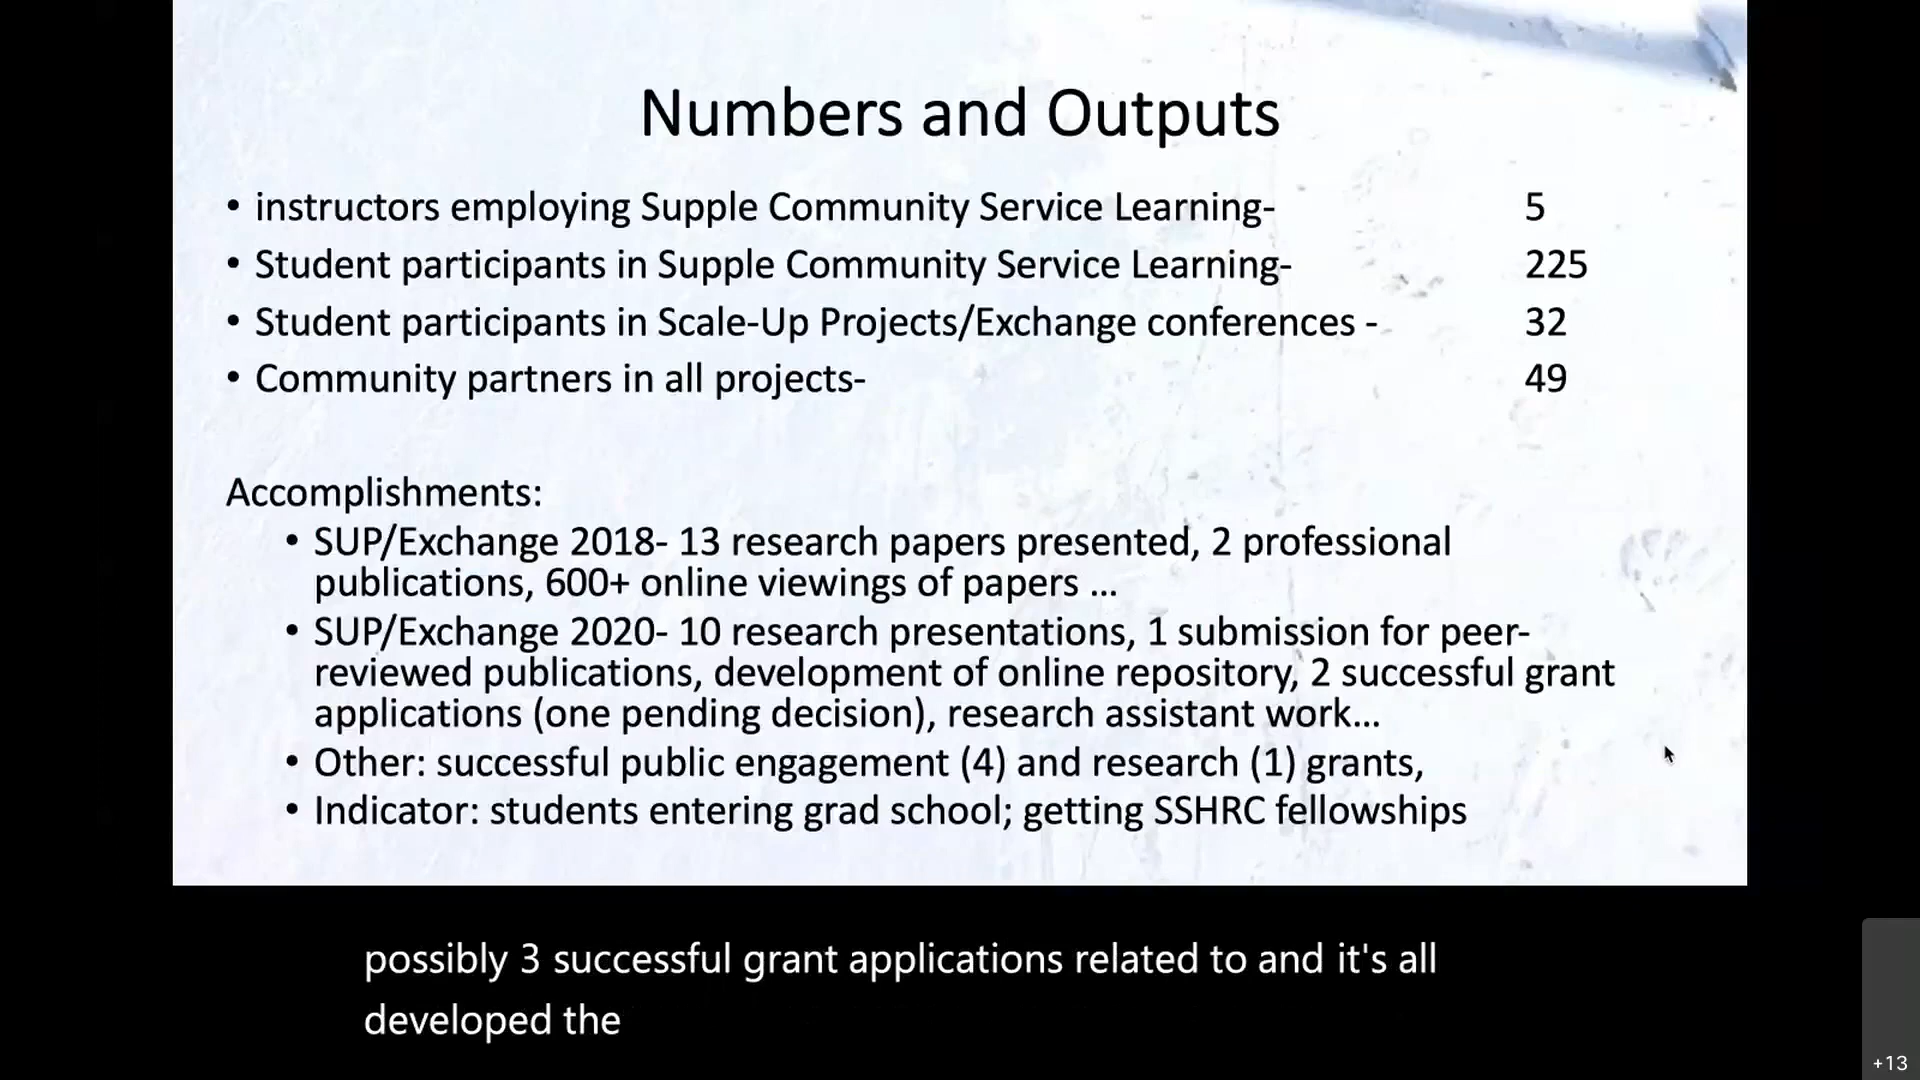 Numbers and Outputs
• instructors employing Supple Community Service Learning- 5
• Student participants in Supple Community Service Learning- 225
• Student participants in Scale-Up Projects/Exchange conferences - 32
• Community partners in all projects- 49
Accomplishments:
• SUP/Exchange 2018- 13 research papers presented, 2 professional
publications, 600+ online viewings of papers ...
• SUP/Exchange 2020- 10 research presentations, 1 submission for peer-
reviewed publications, development of online repository, 2 successful grant
applications (one pending decision), research assistant work...
• Other: successful public engagement (4) and research (1) grants,
• Indicator: students entering grad school; getting SSHRC fellowships
possibly 3 successful grant applications related to and it's all
developed the
+13